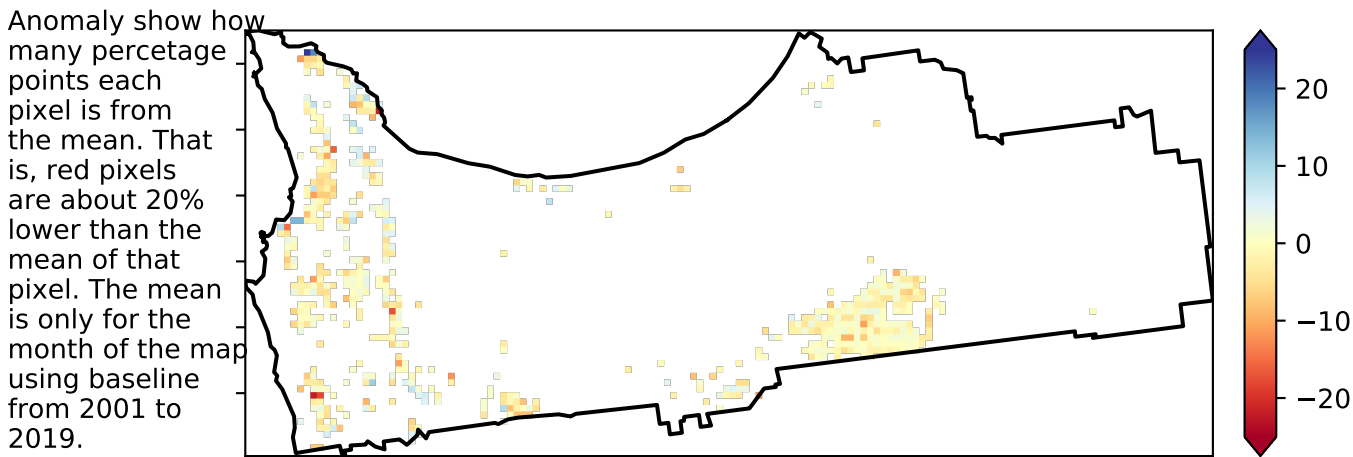 Anomaly show how
many percetage
points each
pixel is from
the mean. That
is, red pixels
are about 20%
lower than the
mean of that
pixel. The mean
is only for the
month of the map
using baseline
from 2001 to
2019.
20
10
0
−10
−20